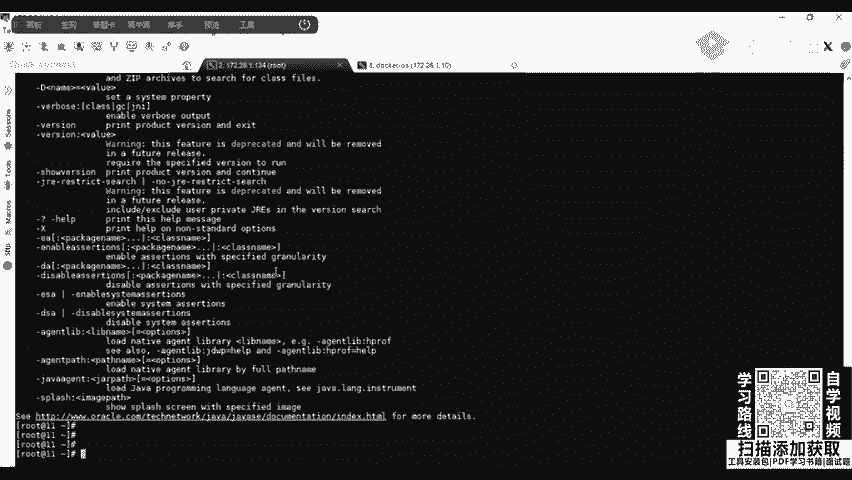 工具
2. 172.26.1.134 (root)
8. docker-os (172.26.1.10)
Sessions
Tools
Macros
Sftp
and ZIP archives to search for class files.
-D<name>=<value>
set a system property
-verbose:[class|gc|jni]
enable verbose output
-version print product version and exit
-version:<value>
Warning: this feature is deprecated and will be removed
in a future release.
require the specified version to run
-showversion print product version and continue
-jre-restrict-search | -no-jre-restrict-search
Warning: this feature is deprecated and will be removed
in a future release.
include/exclude user private JREs in the version search
-? -help print this help message
-X print help on non-standard options
-ea[:<packagename>...|:<classname>]
-enableassertions[:<packagename>...|:<classname>]
enable assertions with specified granularity
-da[:<packagename>...|:<classname>]
-disableassertions[:<packagename>...|:<classname>]
disable assertions with specified granularity
-esa | -enablesystemassertions
enable system assertions
-dsa | -disablesystemassertions
disable system assertions
-agentlib:<libname>[=<options>]
load native agent library <libname>, e.g. -agentlib:hprof
see also, -agentlib:jdwp=help and -agentlib:hprof=help
-agentpath:<pathname>[=<options>]
load native agent library by full pathname
-javaagent:<jarpath>[=<options>]
load Java programming language agent, see java.lang.instrument
-splash:<imagepath>
show splash screen with specified image
See http://www.oracle.com/technetwork/java/javase/documentation/index.html for more details.
[root@11 ~]#
[root@11 ~]#
[root@11 ~]#
[root@11 ~]#
学习路线
自学视频
扫描添加获取
工具安装包|PDF学习书籍|面试题